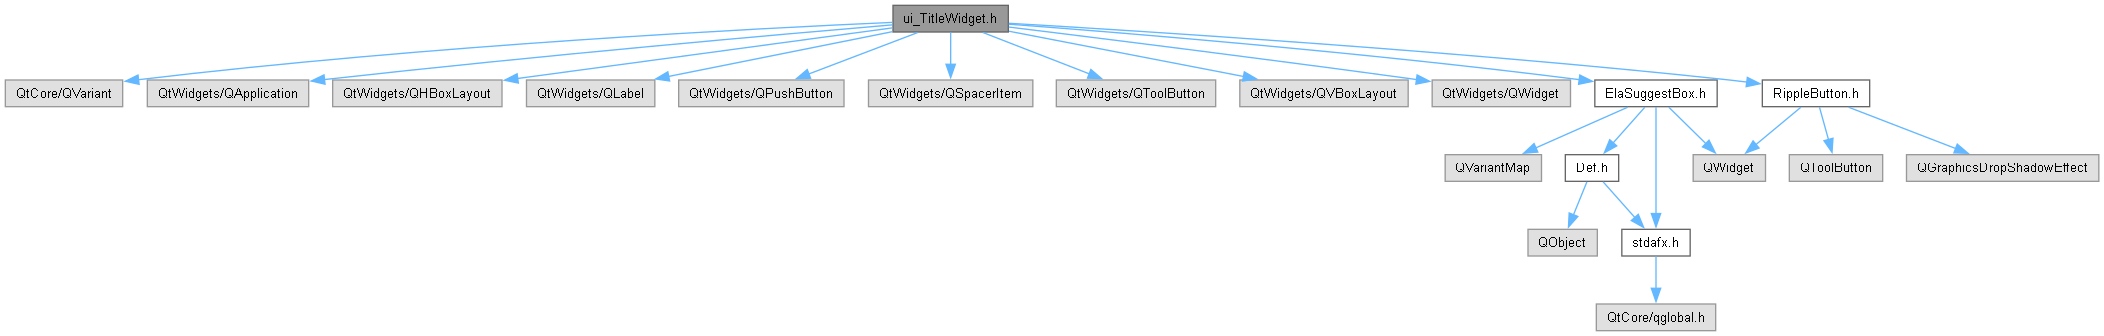 ui_TitleWidget.h
QtCore/QVariant
QtWidgets/QApplication
QtWidgets/QHBoxLayout
QtWidgets/QLabel
QtWidgets/QPushButton
QtWidgets/QSpacerItem
QtWidgets/QToolButton
QtWidgets/QVBoxLayout
QtWidgets/QWidget
ElaSuggestBox.h
RippleButton.h
QVariantMap
Def.h
QWidget
QToolButton
QGraphicsDropShadowEffect
QObject
stdafx.h
QtCore/qglobal.h